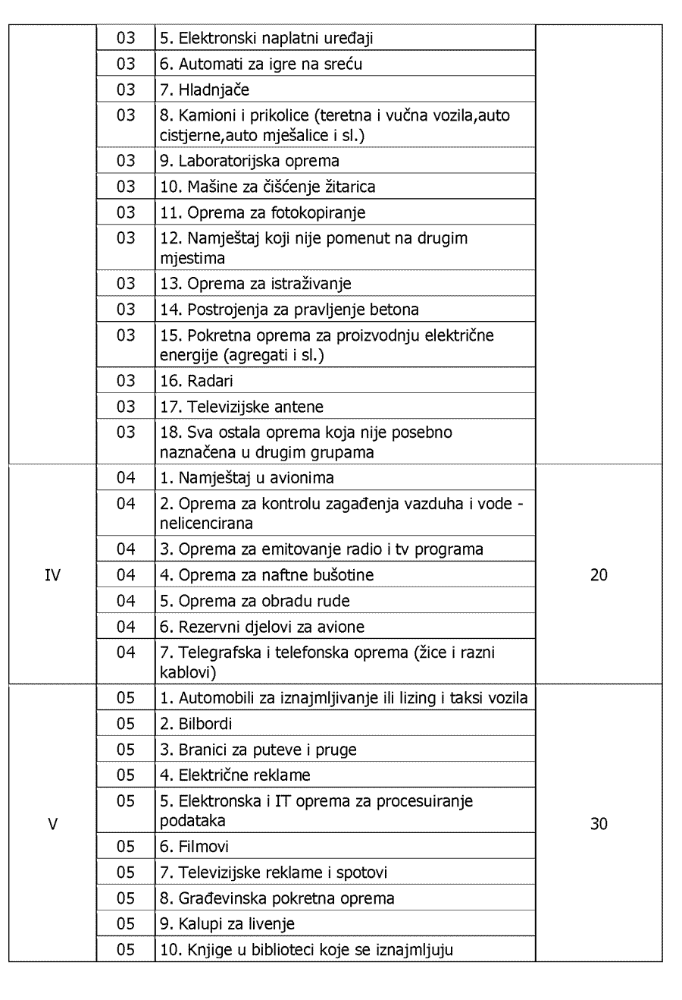 03 5. Elektronski naplatni uređaji
03 6. Automati za igre na sreću
03 7. Hladnjače
03 8. Kamioni i prikolice (teretna i vučna vozila,auto
cistjerne,auto mješalice i sl.)
03 9. Laboratorijska oprema
03 10. Mašine za čišćenje žitarica
03 11. Oprema za fotokopiranje
03 12. Namještaj koji nije pomenut na drugim
mjestima
03 13. Oprema za istraživanje
03 14. Postrojenja za pravljenje betona
03 15. Pokretna oprema za proizvodnju električne
energije (agregati i sl.)
03 16. Radari
03 17. Televizijske antene
03 18. Sva ostala oprema koja nije posebno
naznačena u drugim grupama
04 1. Namještaj u avionima
04 2. Oprema za kontrolu zagađenja vazduha i vode -
nelicencirana
04 3. Oprema za emitovanje radio i tv programa
IV 04 4. Oprema za naftne bušotine 20
04 5. Oprema za obradu rude
04 6. Rezervni djelovi za avione
04 7. Telegrafska i telefonska oprema (žice i razni
kablovi)
05 1. Automobili za iznajmljivanje ili lizing i taksi vozila
05 2. Bilbordi
05 3. Branici za puteve i pruge
05 4. Električne reklame
05 5. Elektronska i IT oprema za procesuiranje
V podataka 30
05 6. Filmovi
05 7. Televizijske reklame i spotovi
05 8. Građevinska pokretna oprema
05 9. Kalupi za livenje
05 10. Knjige u biblioteci koje se iznajmljuju